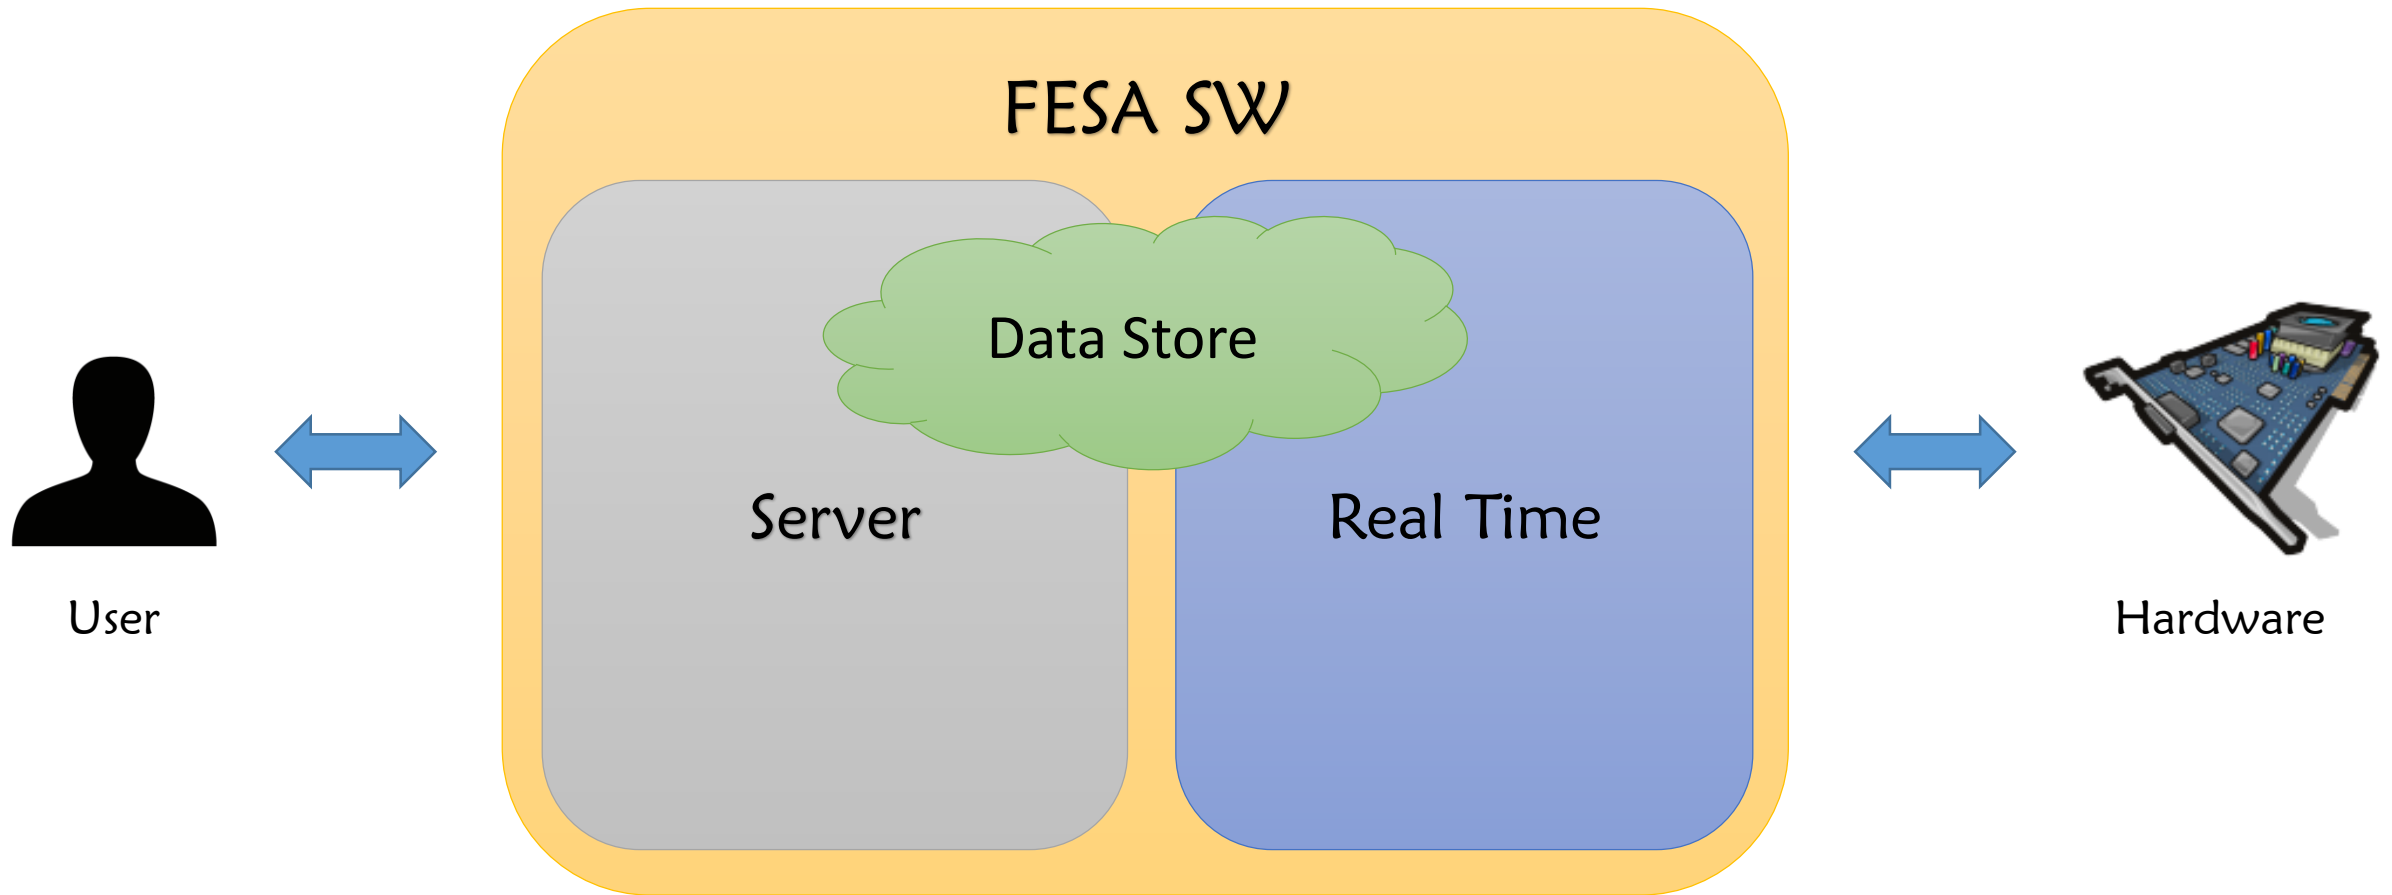 FESA SW
Data Store
Server
Real Time
User
Hardware